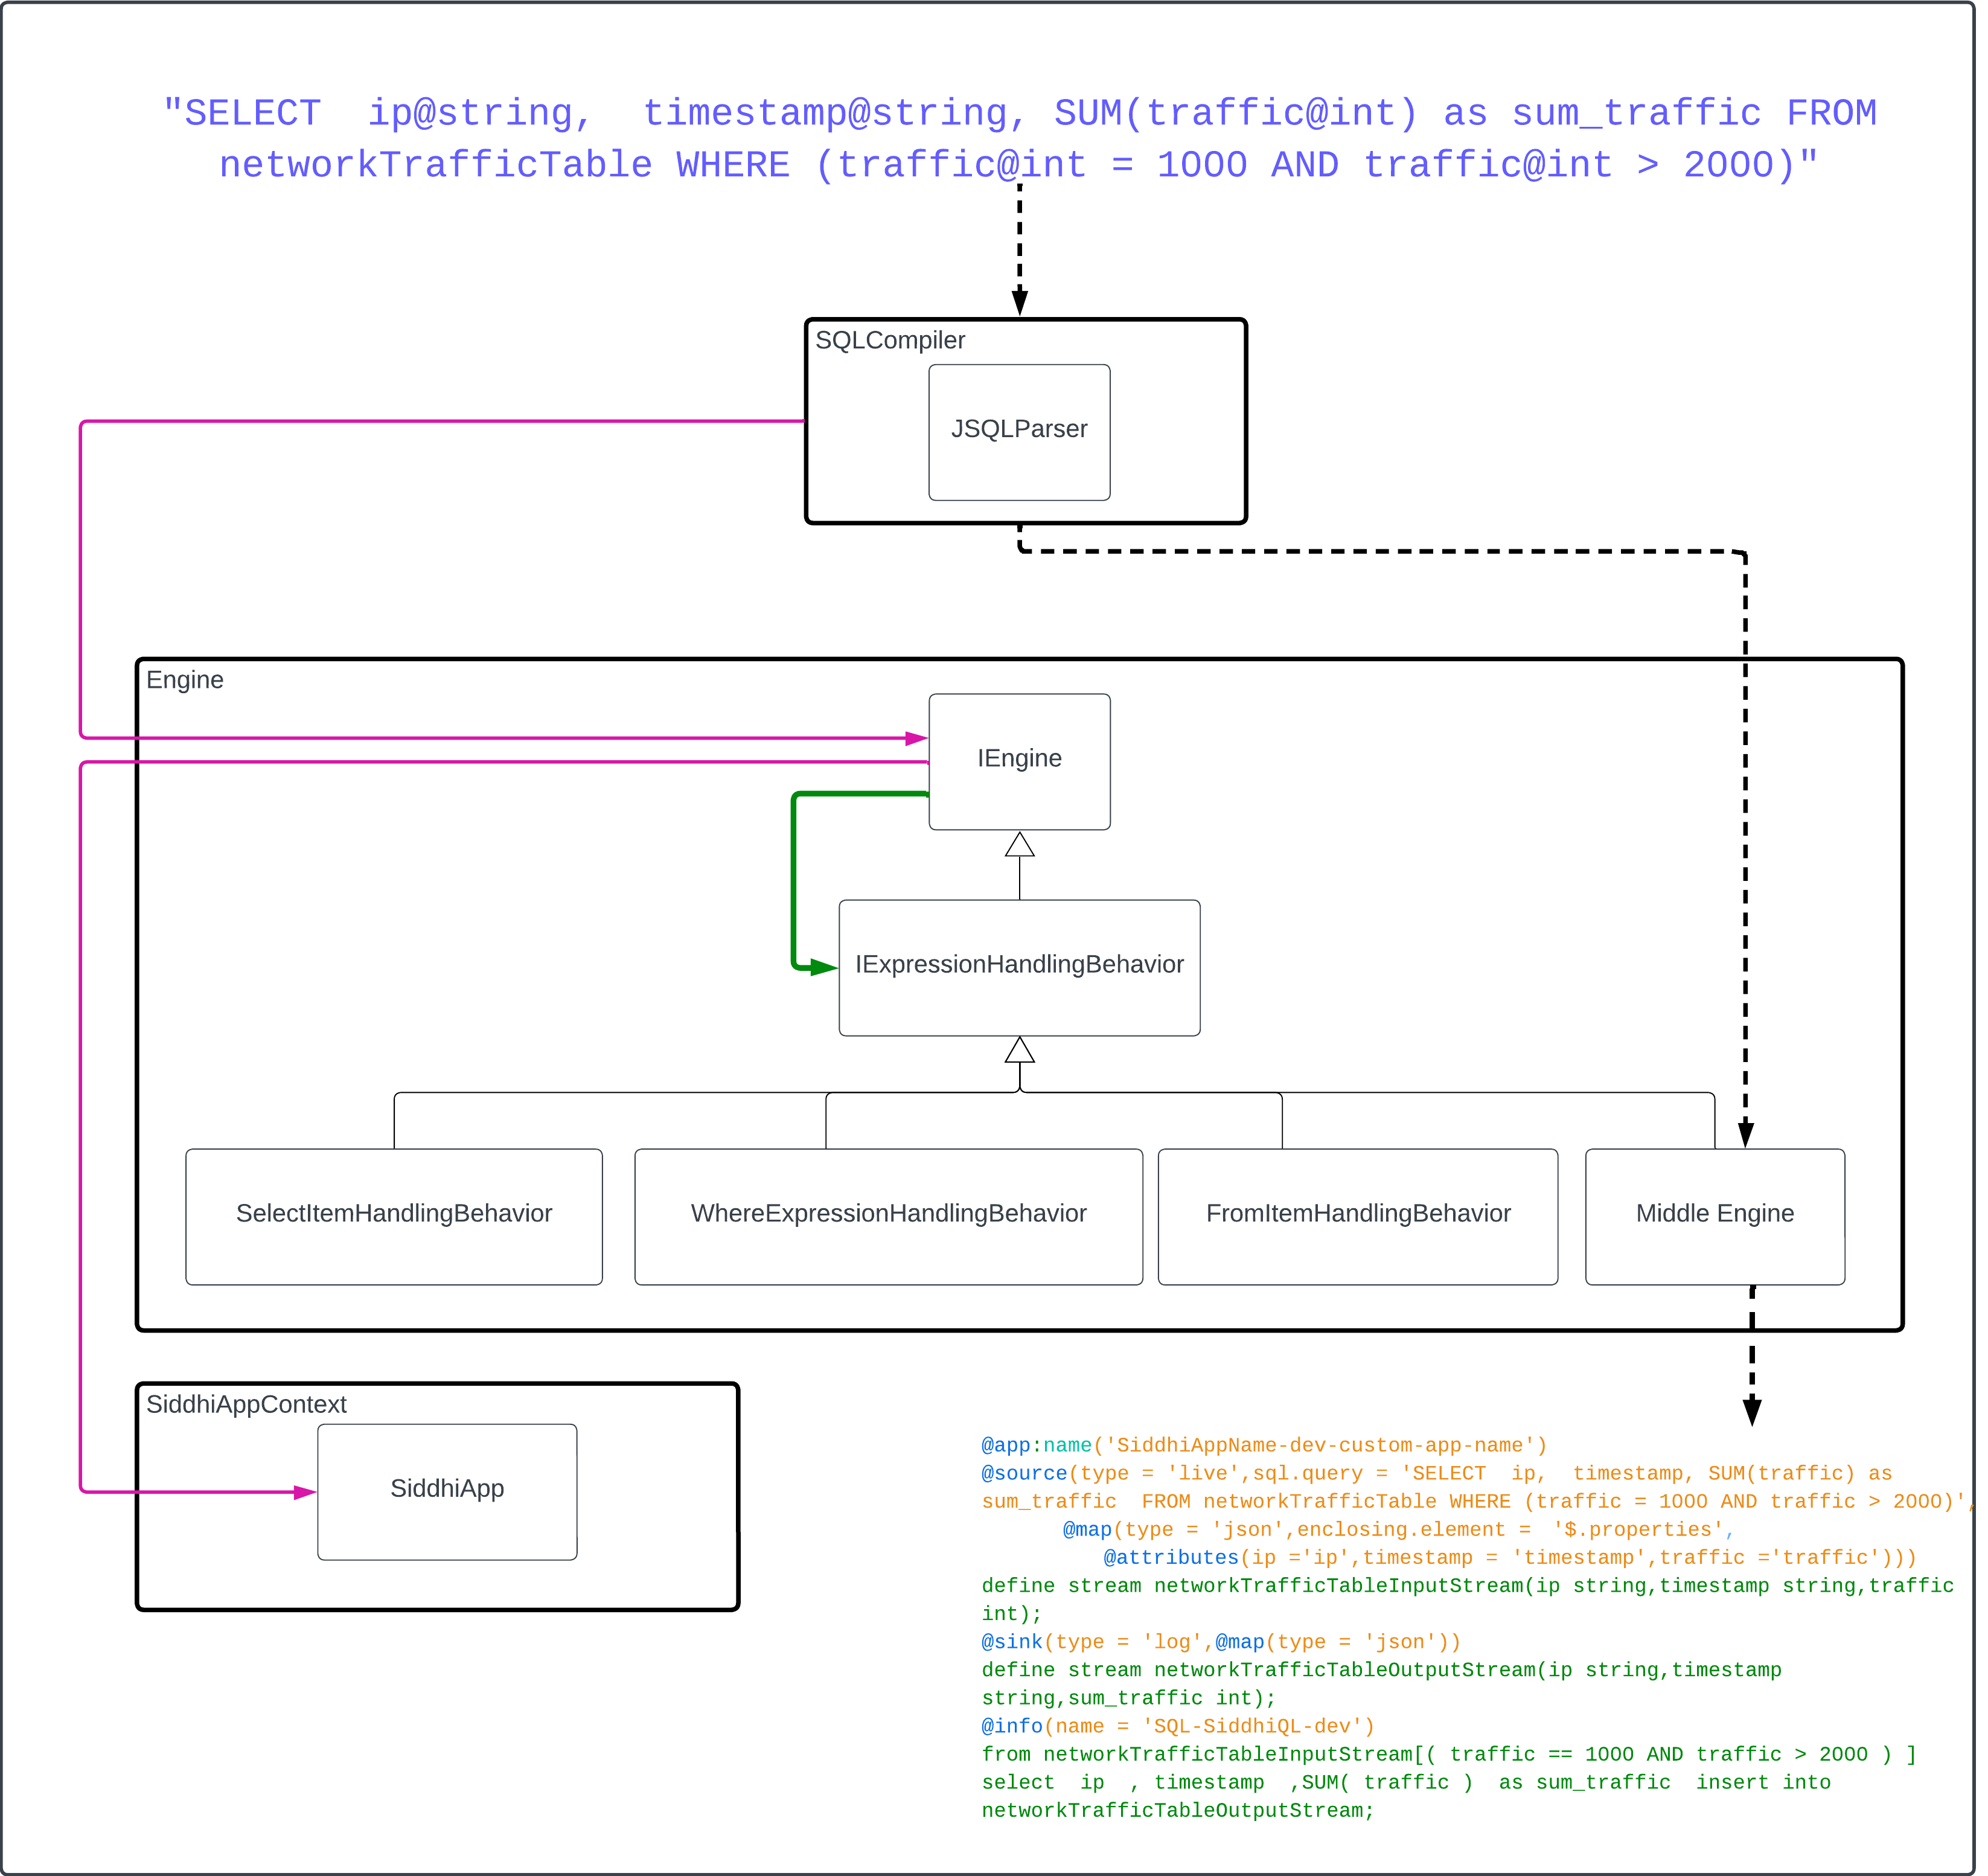 "SELECT  ip@string,  timestamp@string, SUM(traffic@int) as sum_traffic FROM
networkTrafficTable WHERE (traffic@int = 1000 AND traffic@int > 2000)"
SQLCompiler
JSQLParser
Engine
IEngine
IExpressionHandlingBehavior
SelectItemHandlingBehavior
WhereExpressionHandlingBehavior
FromItemHandlingBehavior
Middle Engine
SiddhiAppContext
SiddhiApp
@app:name('SiddhiAppName-dev-custom-app-name')
@source(type = 'live',sql.query = 'SELECT  ip,  timestamp, SUM(traffic) as
sum_traffic  FROM networkTrafficTable WHERE (traffic = 1000 AND traffic > 2000)',
@map(type = 'json',enclosing.element =  '$.properties',
@attributes(ip ='ip',timestamp = 'timestamp',traffic ='traffic')))
define stream networkTrafficTableInputStream(ip string,timestamp string,traffic
int);
@sink(type = 'log',@map(type = 'json'))
define stream networkTrafficTableOutputStream(ip string,timestamp
string,sum_traffic int);
@info(name = 'SQL-SiddhiQL-dev')
from networkTrafficTableInputStream[( traffic == 1000 AND traffic > 2000 ) ]
select  ip  , timestamp  ,SUM( traffic )  as sum_traffic  insert into
networkTrafficTableOutputStream;